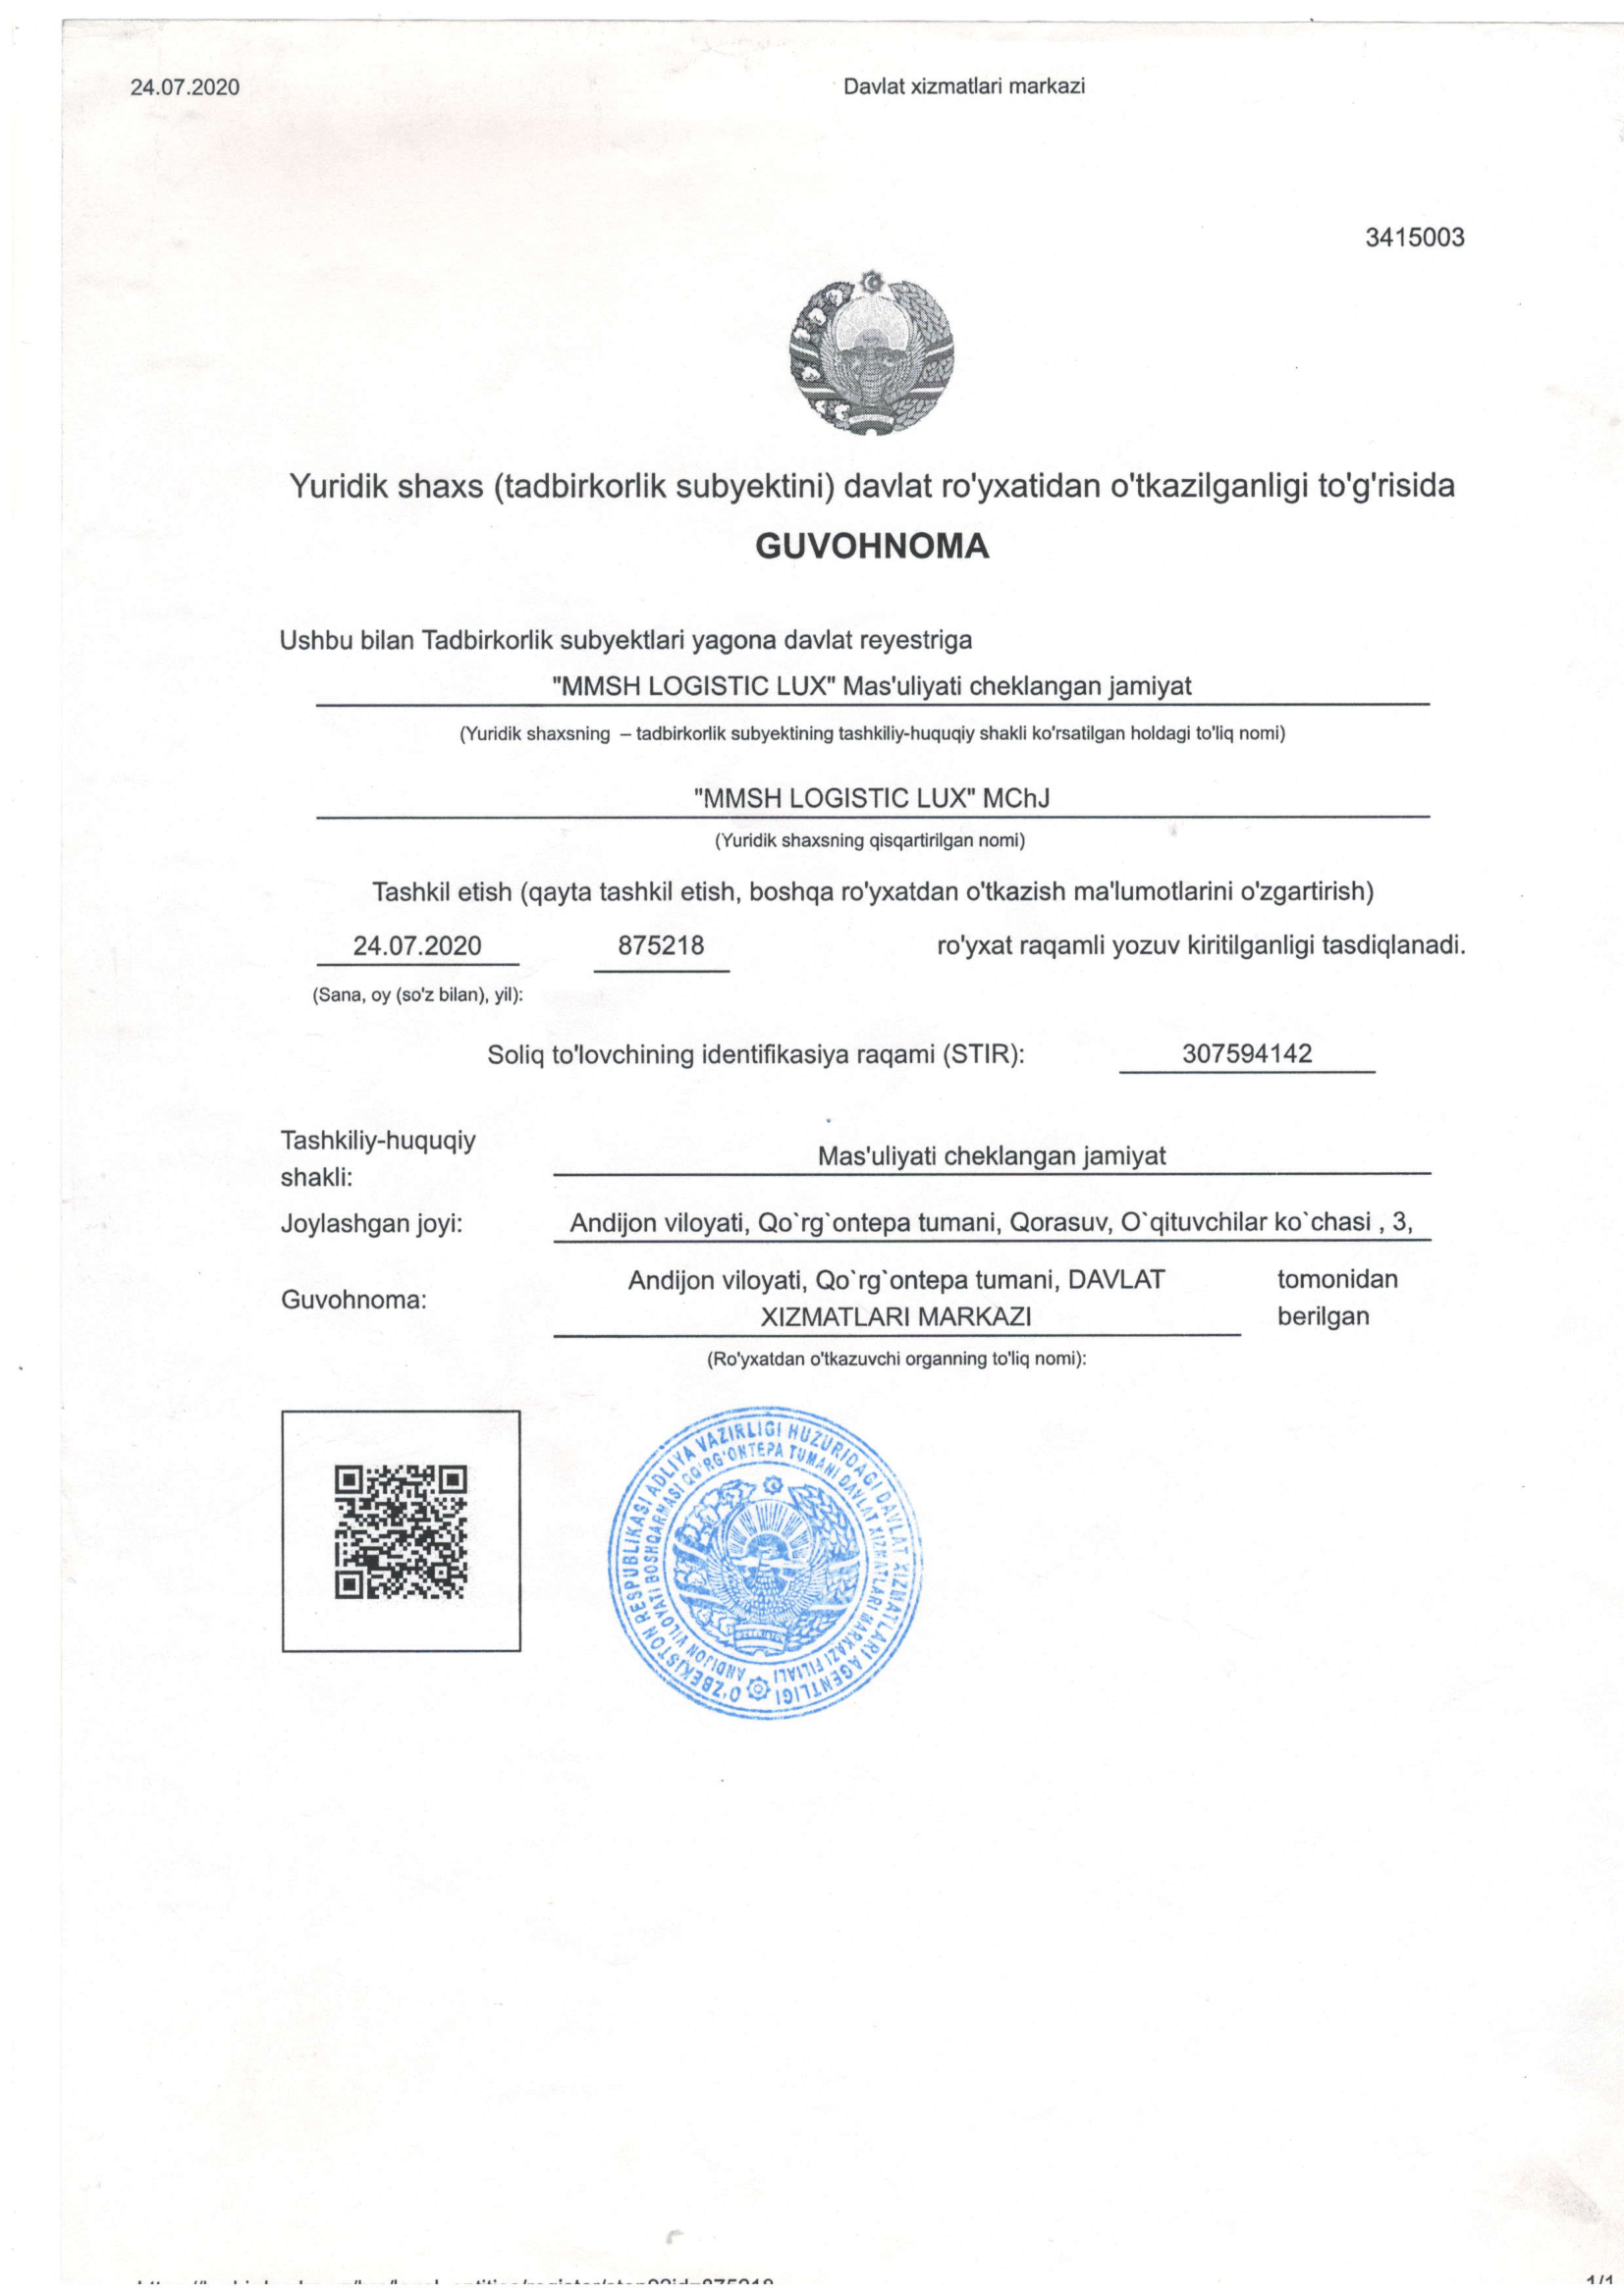 24.07.2020
Davlat xizmatlari markazi
3415003
Yuridik shaxs (tadbirkorlik subyektini) davlat ro'yxatidan o'tkazilganligi to'g'risida
GUVOHNOMA
Ushbu bilan Tadbirkorlik subyektlari yagona davlat reyestriga
"MMSH LOGISTIC LUX" Mas'uliyati cheklangan jamiyat
(Yuridik shaxsning – tadbirkorlik subyektining tashkiliy-huquqiy shakli ko'rsatilgan holdagi to'liq nomi)
"MMSH LOGISTIC LUX" MChJ
(Yuridik shaxsning qisqartirilgan nomi)
Tashkil etish (qayta tashkil etish, boshqa ro'yxatdan o'tkazish ma'lumotlarini o'zgartirish)
24.07.2020 875218 ro'yxat raqamli yozuv kiritilganligi tasdiqlanadi.
(Sana, oy (so'z bilan), yil):
Soliq to'lovchining identifikasiya raqami (STIR): 307594142
Tashkiliy-huquqiy
shakli:
Mas'uliyati cheklangan jamiyat
Joylashgan joyi: Andijon viloyati, Qo`rg`ontepa tumani, Qorasuv, O`qituvchilar ko`chasi , 3,
Guvohnoma:
Andijon viloyati, Qo`rg`ontepa tumani, DAVLAT
XIZMATLARI MARKAZI
tomonidan
berilgan
(Ro'yxatdan o'tkazuvchi organning to'liq nomi):
O'ZBEKISTON RESPUBLIKASI ADLIYA VAZIRLIGI HUZURIDAGI DAVLAT XIZMATLARI AGENTLIGI
ANDIJON VILOYATI BOSHQARMASI QO'RG'ONTEPA TUMANI DAVLAT XIZMATLARI MARKAZI FILIALI
1/1